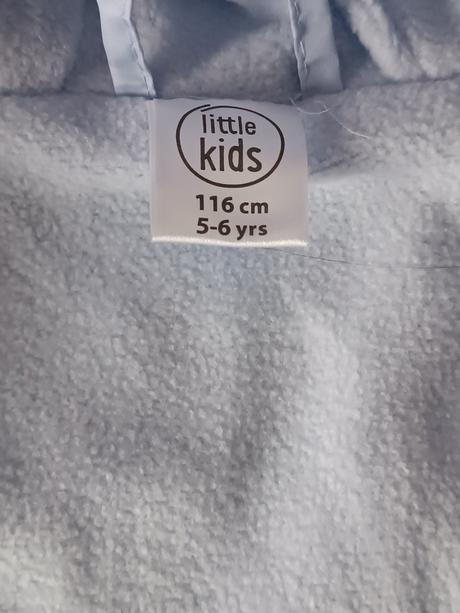 little
kids
116 cm
5-6 yrs